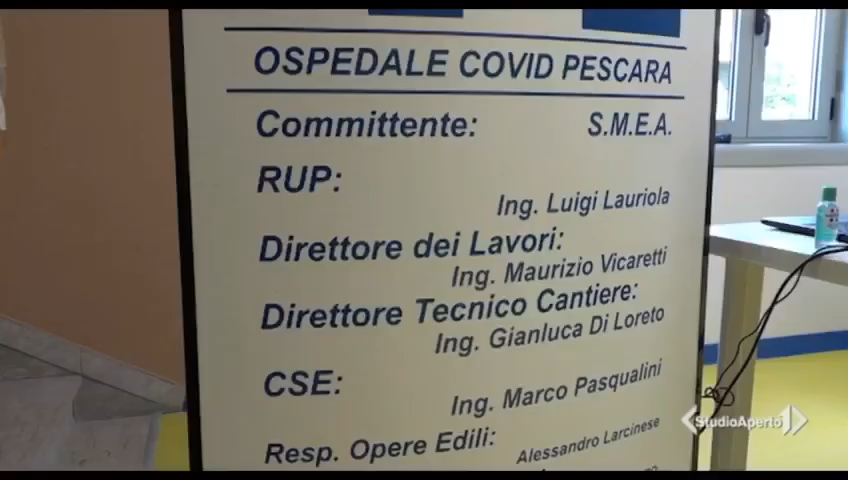 OSPEDALE COVID PESCARA
Committente: S.M.E.A.
RUP:
Ing. Luigi Lauriola
Direttore dei Lavori:
Ing. Maurizio Vicaretti
Direttore Tecnico Cantiere:
Ing. Gianluca Di Loreto
CSE:
Ing. Marco Pasqualini
Resp. Opere Edili:
Alessandro Larcinese
StudioAperto1